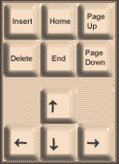 Insert Home Page Up
Delete End Page Down
↑
← ↓ →